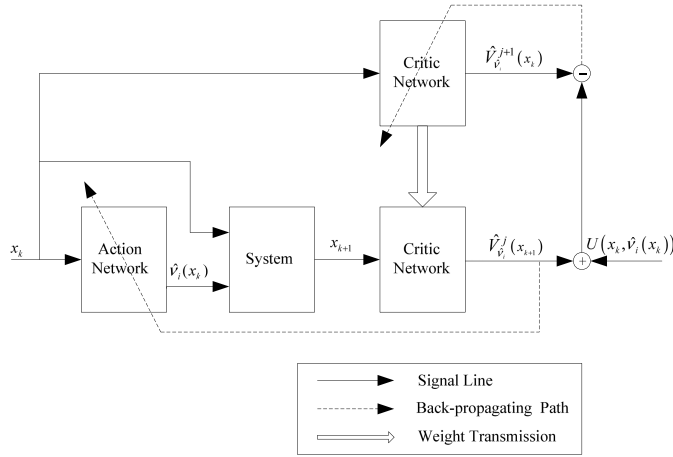 Critic
Network
V̂^{j+1}_{v̂_i}(x_k)
−
x_k
Action
Network
v̂_i(x_k)
System
x_{k+1}
Critic
Network
V̂^j_{v̂_i}(x_{k+1})
+
U(x_k, v̂_i(x_k))
Signal Line
Back-propagating Path
Weight Transmission